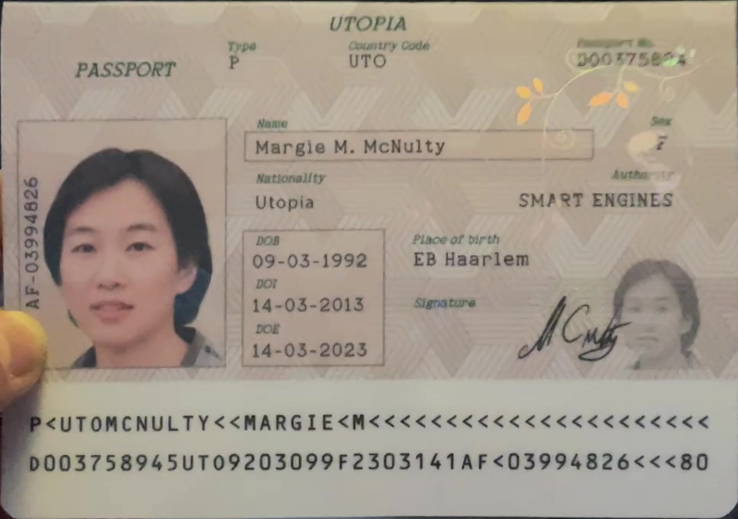 UTOPIA
Type
Country Code
Passport No.
PASSPORT
P
UTO
Name
Sex
Margie M. McNulty
Nationality
Authority
Utopia
SMART ENGINES
AF-03994826
DOB
Place of birth
09-03-1992
EB Haarlem
DOI
Signature
14-03-2013
DOE
14-03-2023
M C nulty
P<UTOMCNULTY<<MARGIE<M<<<<<<<<<<<<<<<<<<<<<<
D003758945UTO9203099F2303141AF<03994826<<<80